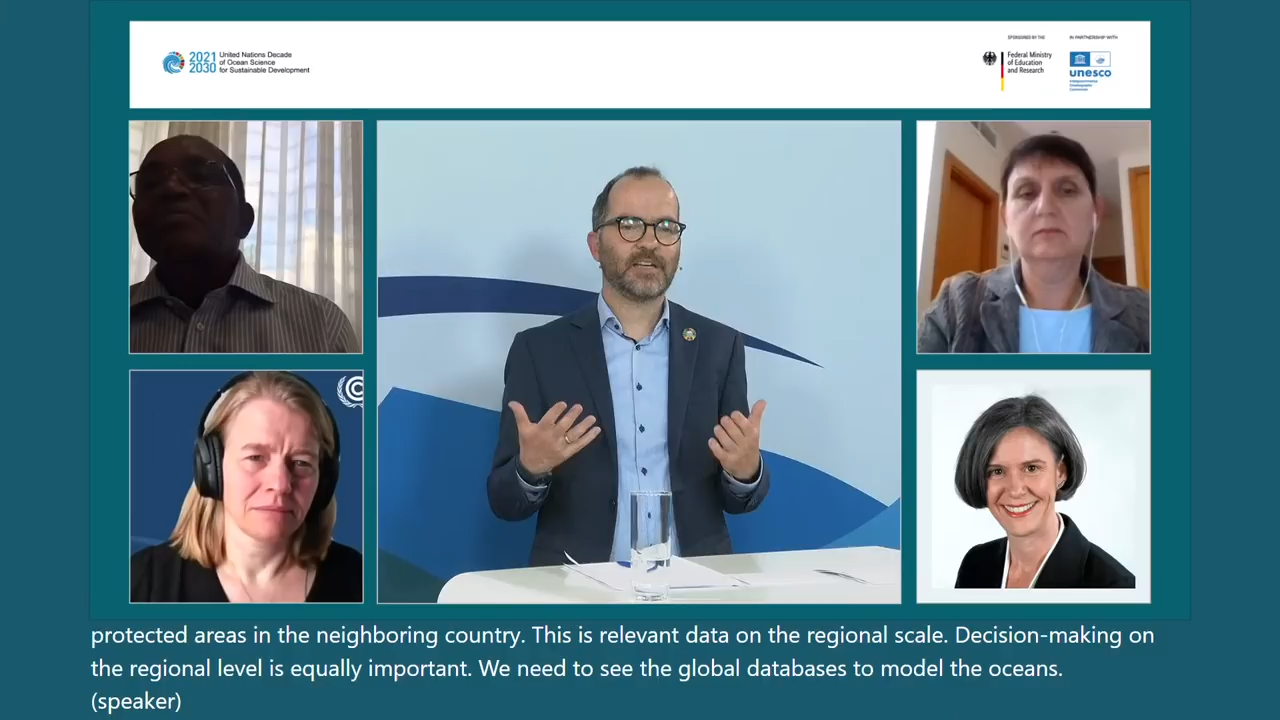 2021
2030
United Nations Decade
of Ocean Science
for Sustainable Development
SPONSORED BY THE
Federal Ministry
of Education
and Research
IN PARTNERSHIP WITH
unesco
Intergovernmental
Oceanographic
Commission
protected areas in the neighboring country. This is relevant data on the regional scale. Decision-making on
the regional level is equally important. We need to see the global databases to model the oceans.
(speaker)